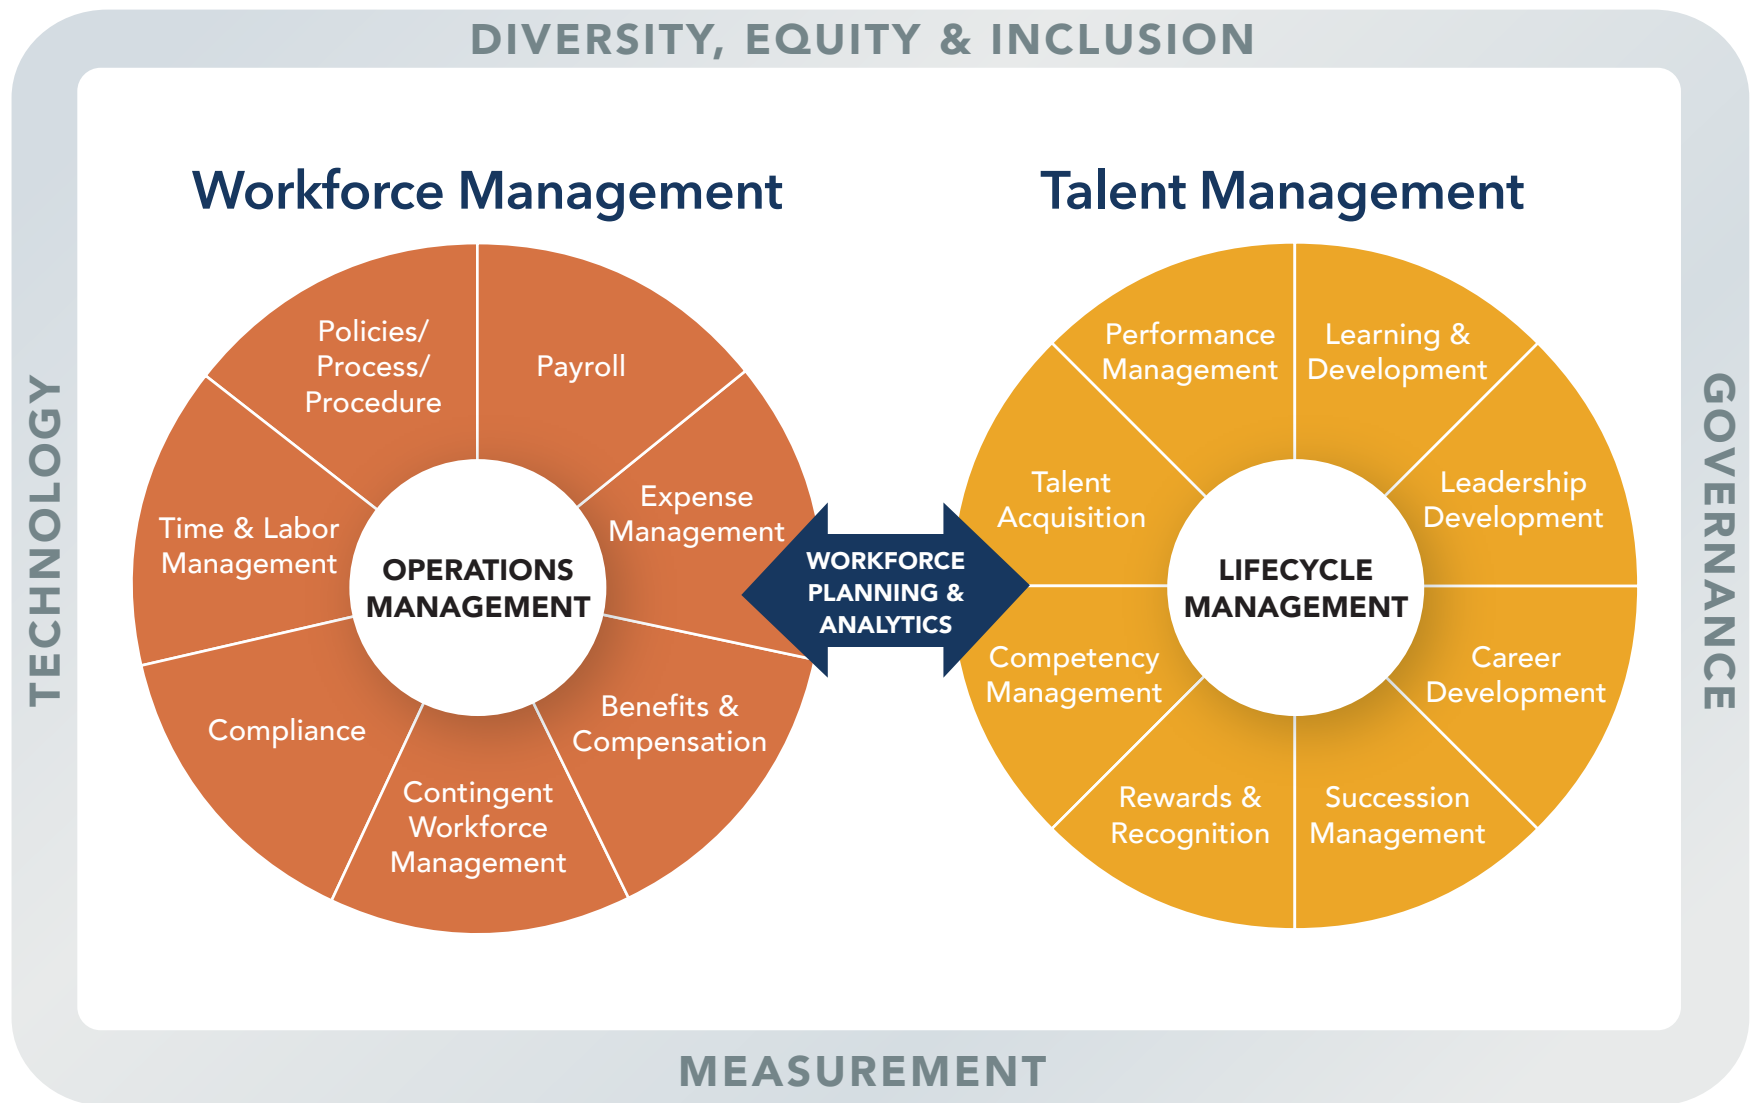 DIVERSITY, EQUITY & INCLUSION
TECHNOLOGY
Workforce Management
Policies/
Process/
Procedure
Payroll
Expense
Management
Benefits &
Compensation
Contingent
Workforce
Management
Compliance
Time & Labor
Management
OPERATIONS
MANAGEMENT
WORKFORCE
PLANNING &
ANALYTICS
Talent Management
Performance
Management
Learning &
Development
Leadership
Development
Career
Development
Succession
Management
Rewards &
Recognition
Competency
Management
Talent
Acquisition
LIFECYCLE
MANAGEMENT
GOVERNANCE
MEASUREMENT